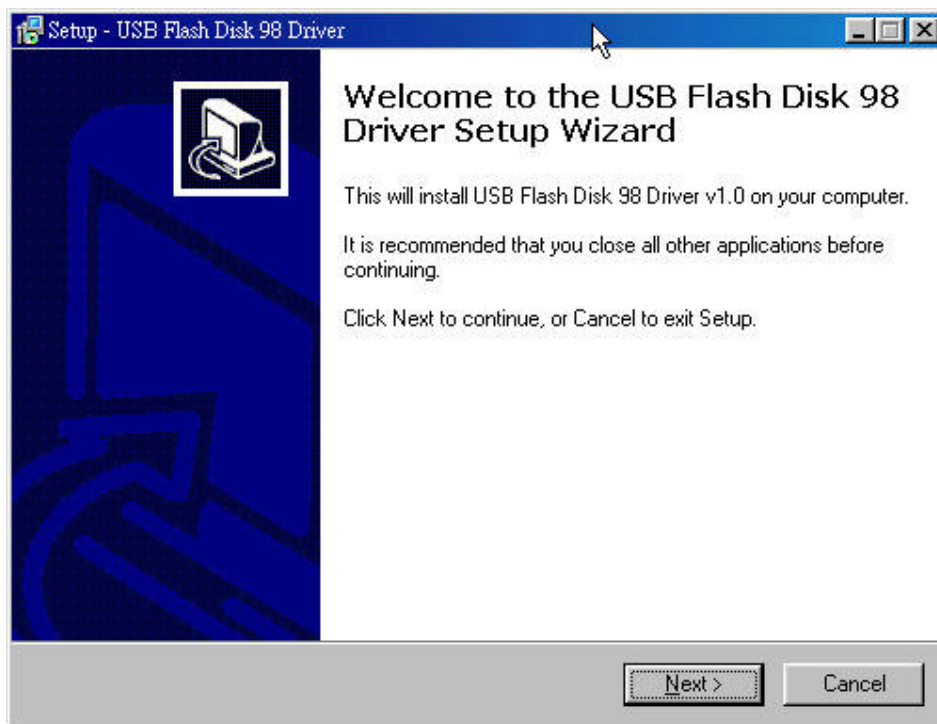 Setup - USB Flash Disk 98 Driver
Welcome to the USB Flash Disk 98
Driver Setup Wizard
This will install USB Flash Disk 98 Driver v1.0 on your computer.
It is recommended that you close all other applications before
continuing.
Click Next to continue, or Cancel to exit Setup.
Next >
Cancel